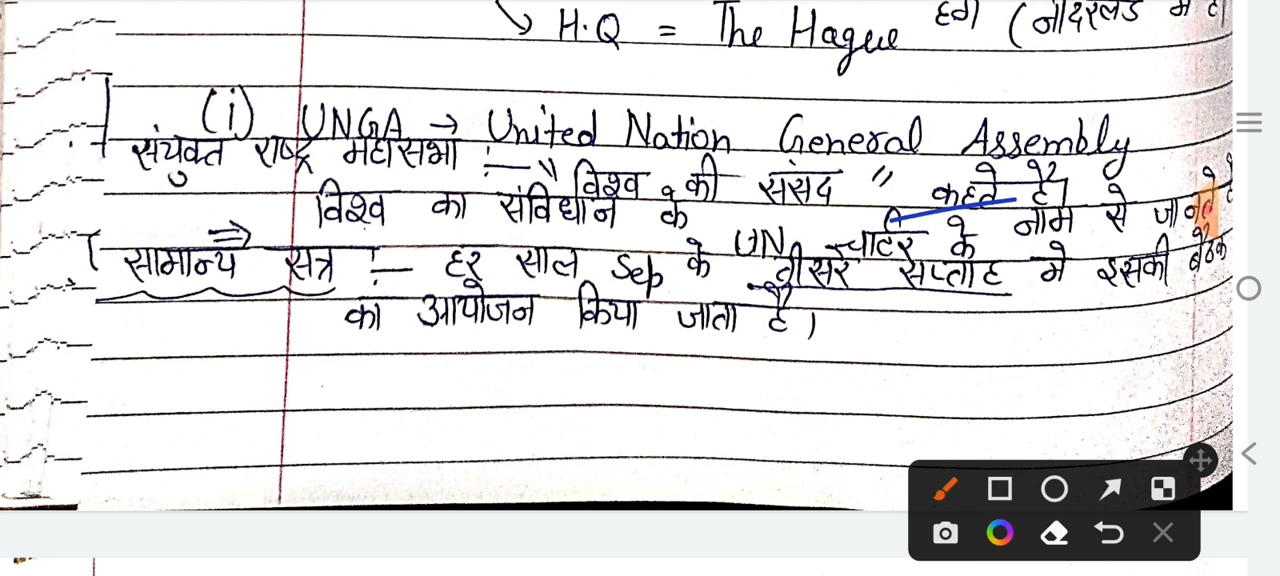 ↳ H.Q = The Hague हेग (नीदरलैंड में है।
(i) UNGA → United Nation General Assembly
संयुक्त राष्ट्र महासभा :— "विश्व की संसद" कहते है।
विश्व का संविधान के UN चार्टर के नाम से जानते है
सामान्य सत्र :— हर साल Sep के तीसरे सप्ताह मे इसकी बैठक
का आयोजन किया जाता है।